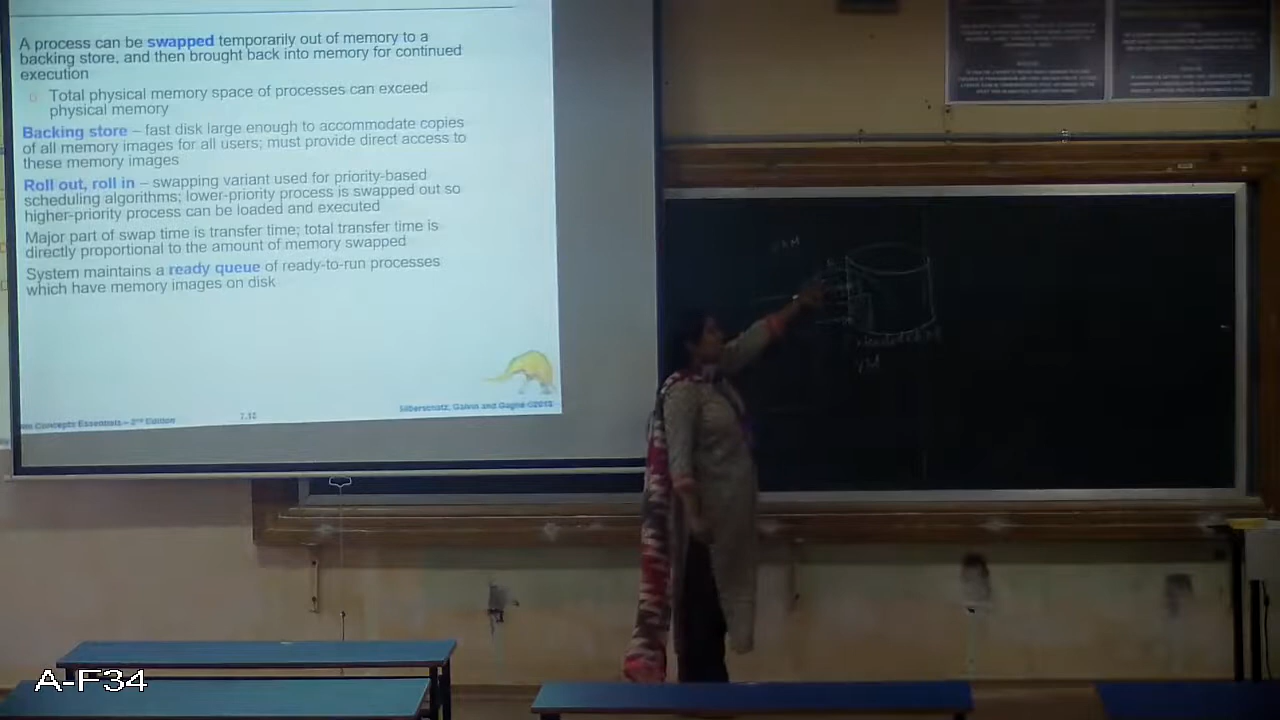 A process can be swapped temporarily out of memory to a
backing store, and then brought back into memory for continued
execution
Total physical memory space of processes can exceed
physical memory
Backing store – fast disk large enough to accommodate copies
of all memory images for all users; must provide direct access to
these memory images
Roll out, roll in – swapping variant used for priority-based
scheduling algorithms; lower-priority process is swapped out so
higher-priority process can be loaded and executed
Major part of swap time is transfer time; total transfer time is
directly proportional to the amount of memory swapped
System maintains a ready queue of ready-to-run processes
which have memory images on disk
Concepts Essentials – 2nd Edition
Silberschatz, Galvin and Gagne ©2013
VM
A-F34